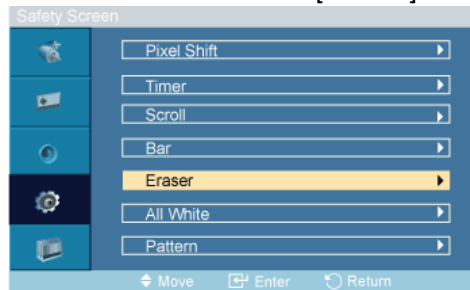 Safety Screen
Pixel Shift
Timer
Scroll
Bar
Eraser
All White
Pattern
Move Enter Return